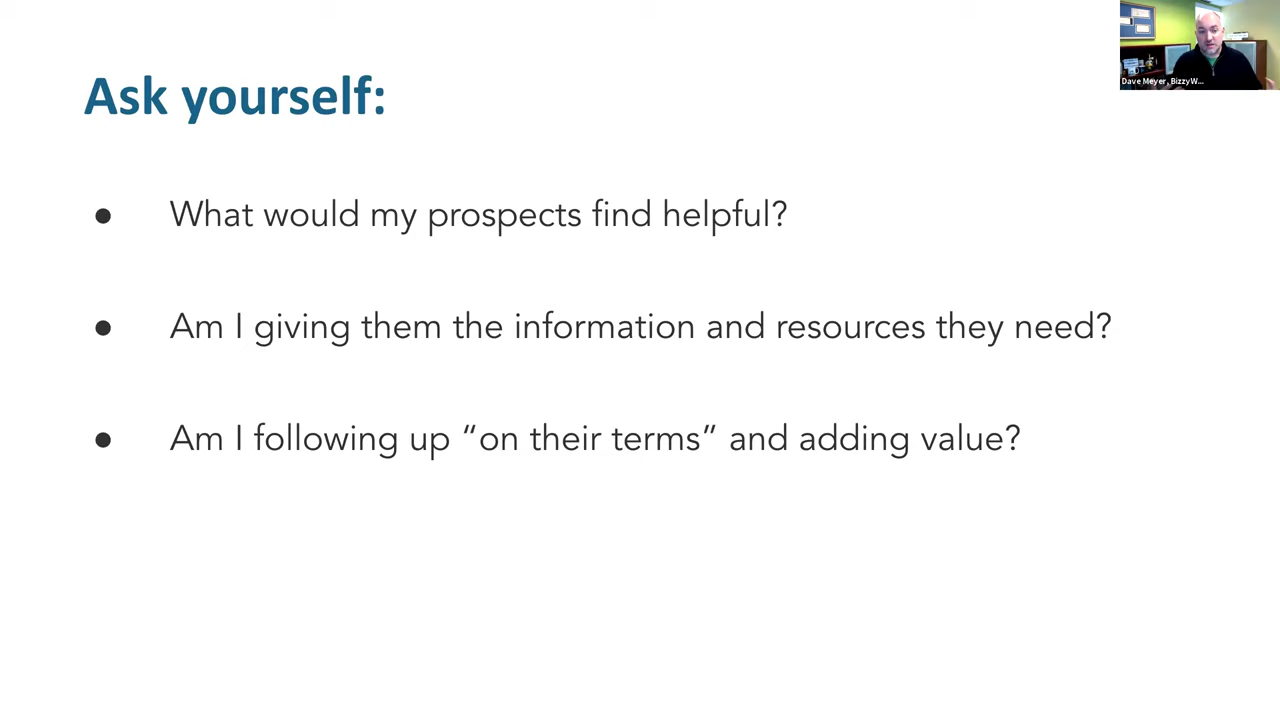 Ask yourself:
● What would my prospects find helpful?
● Am I giving them the information and resources they need?
● Am I following up “on their terms” and adding value?
Dave Meyer, BizzyW...